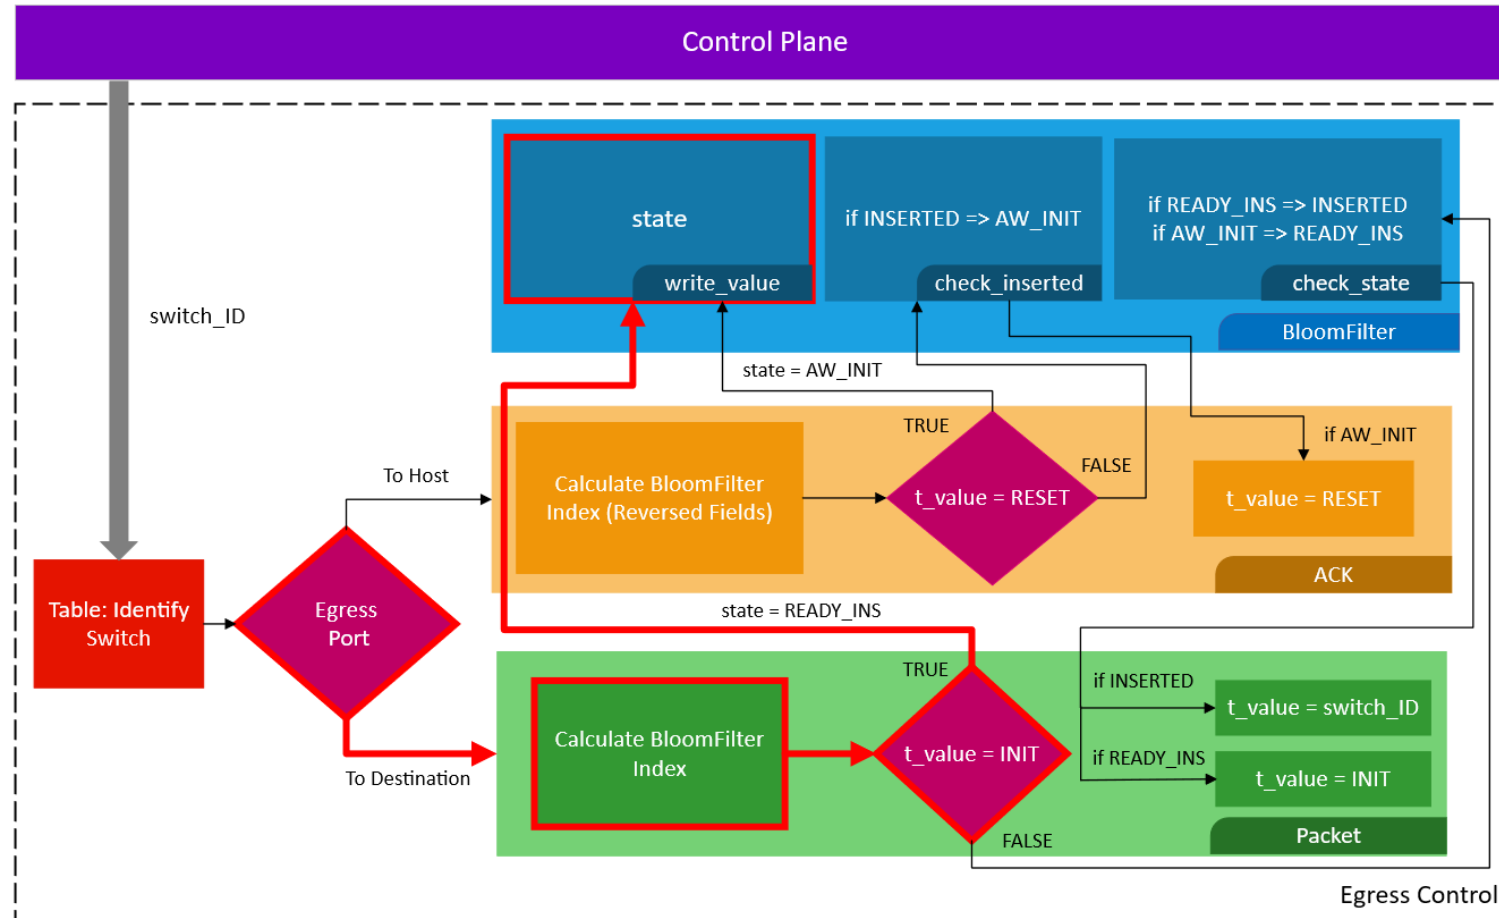 Control Plane
switch_ID
state
write_value
if INSERTED => AW_INIT
check_inserted
if READY_INS => INSERTED
if AW_INIT => READY_INS
check_state
BloomFilter
state = AW_INIT
To Host
Calculate BloomFilter
Index (Reversed Fields)
TRUE
t_value = RESET
FALSE
if AW_INIT
t_value = RESET
ACK
Table: Identify
Switch
Egress
Port
state = READY_INS
To Destination
Calculate BloomFilter
Index
TRUE
t_value = INIT
FALSE
if INSERTED
t_value = switch_ID
if READY_INS
t_value = INIT
Packet
Egress Control